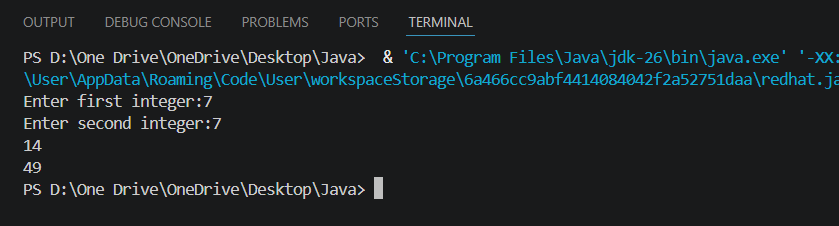 OUTPUT DEBUG CONSOLE PROBLEMS PORTS TERMINAL
PS D:\One Drive\OneDrive\Desktop\Java>  & 'C:\Program Files\Java\jdk-26\bin\java.exe' '-XX:
\User\AppData\Roaming\Code\User\workspaceStorage\6a466cc9abf4414084042f2a52751daa\redhat.ja
Enter first integer:7
Enter second integer:7
14
49
PS D:\One Drive\OneDrive\Desktop\Java>